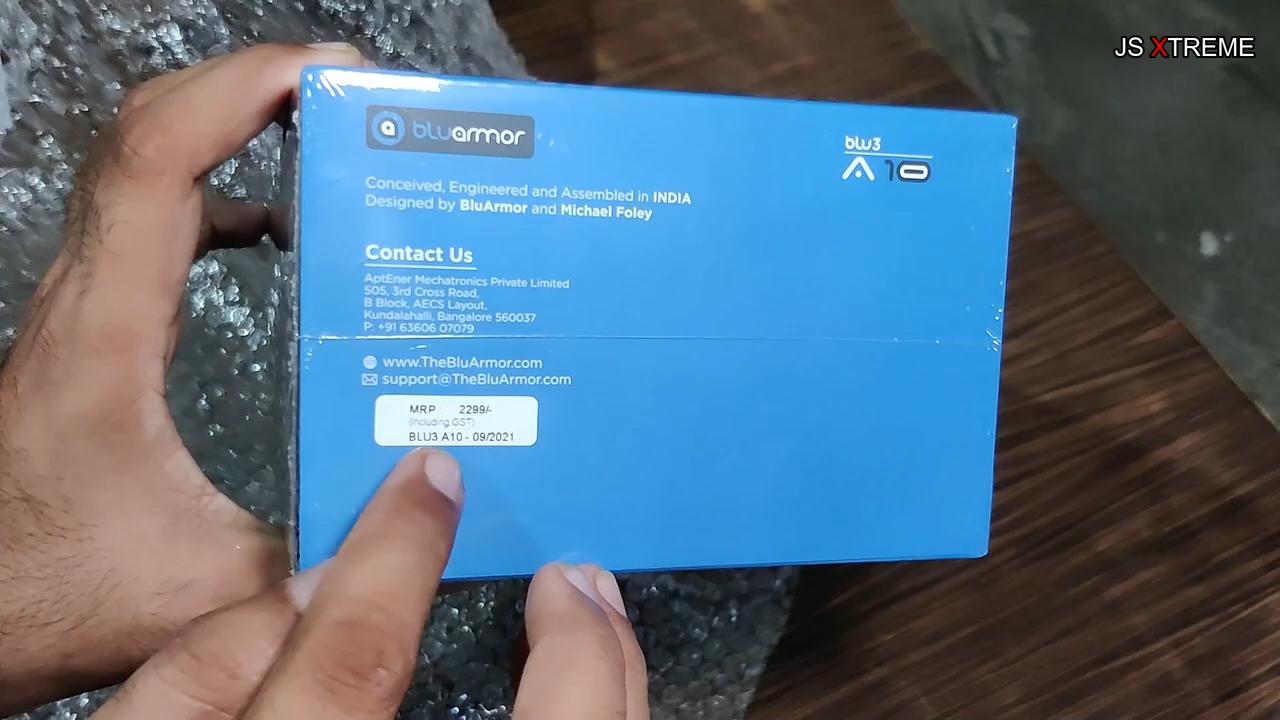 JS XTREME
bluarmor
blu3
A10
Conceived, Engineered and Assembled in INDIA
Designed by BluArmor and Michael Foley
Contact Us
AptEner Mechatronics Private Limited
505, 3rd Cross Road,
B Block, AECS Layout,
Kundalahalli, Bangalore 560037
P: +91 63606 07079
www.TheBluArmor.com
support@TheBluArmor.com
MRP 2299/-
(Including GST)
BLU3 A10 - 09/2021